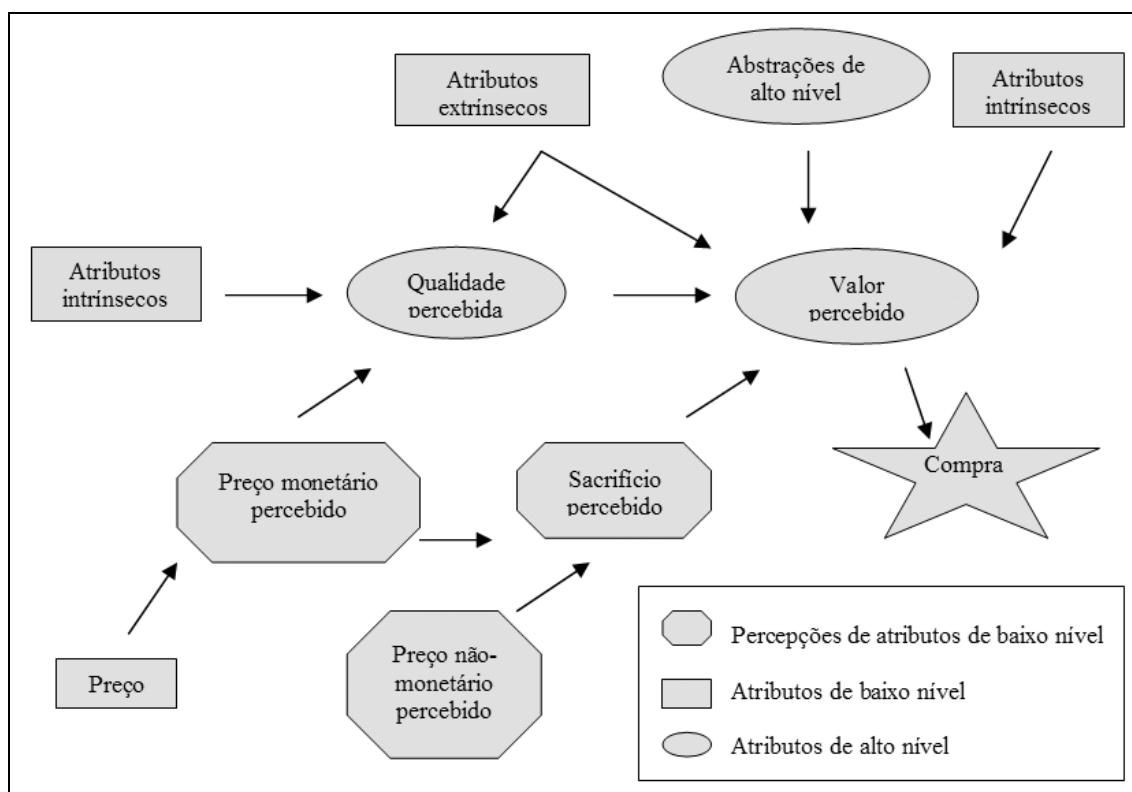 Atributos
extrínsecos
Abstrações de
alto nível
Atributos
intrínsecos
Atributos
intrínsecos
Qualidade
percebida
Valor
percebido
Preço monetário
percebido
Sacrifício
percebido
Compra
Preço
Preço não-
monetário
percebido
Percepções de atributos de baixo nível
Atributos de baixo nível
Atributos de alto nível